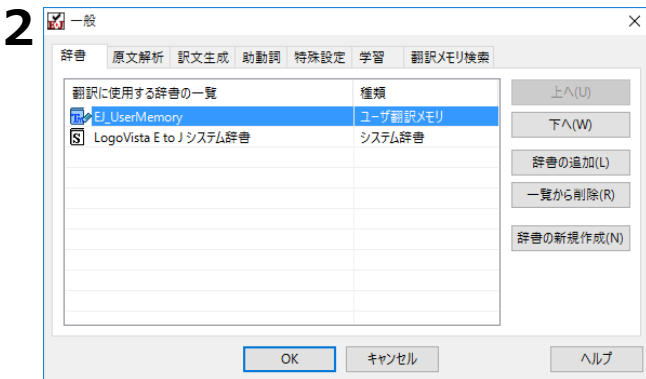 2
一般
辞書 原文解析 訳文生成 助動詞 特殊設定 学習 翻訳メモリ検索
翻訳に使用する辞書の一覧 種類
EJ_UserMemory ユーザ翻訳メモリ
LogoVista E to J システム辞書 システム辞書
上へ(U)
下へ(W)
辞書の追加(L)
一覧から削除(R)
辞書の新規作成(N)
OK キャンセル ヘルプ